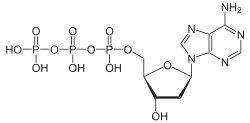 NH₂
O O O N N
HO P O P O P O O N N
OH OH OH
OH